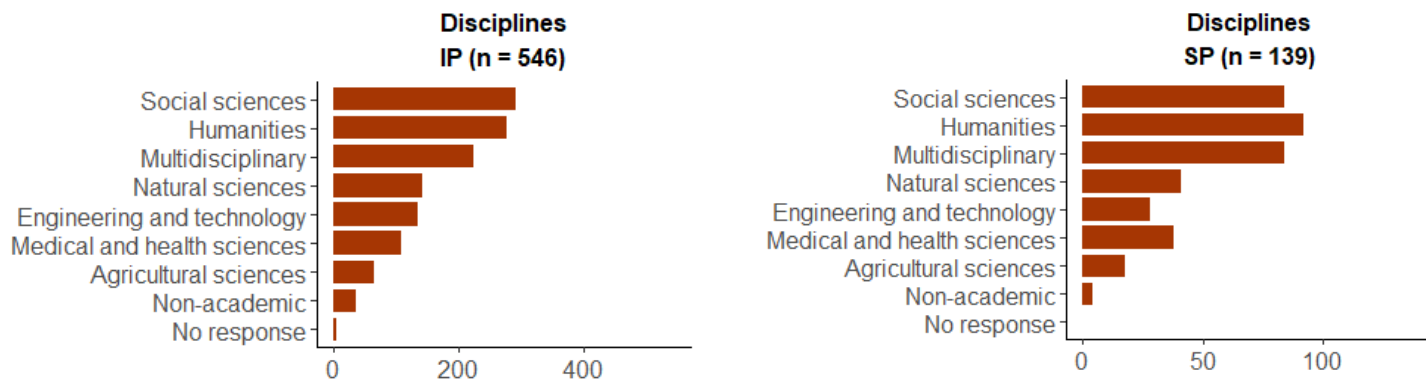 Disciplines
IP (n = 546)
Social sciences
Humanities
Multidisciplinary
Natural sciences
Engineering and technology
Medical and health sciences
Agricultural sciences
Non-academic
No response
0 200 400
Disciplines
SP (n = 139)
Social sciences
Humanities
Multidisciplinary
Natural sciences
Engineering and technology
Medical and health sciences
Agricultural sciences
Non-academic
No response
0 50 100